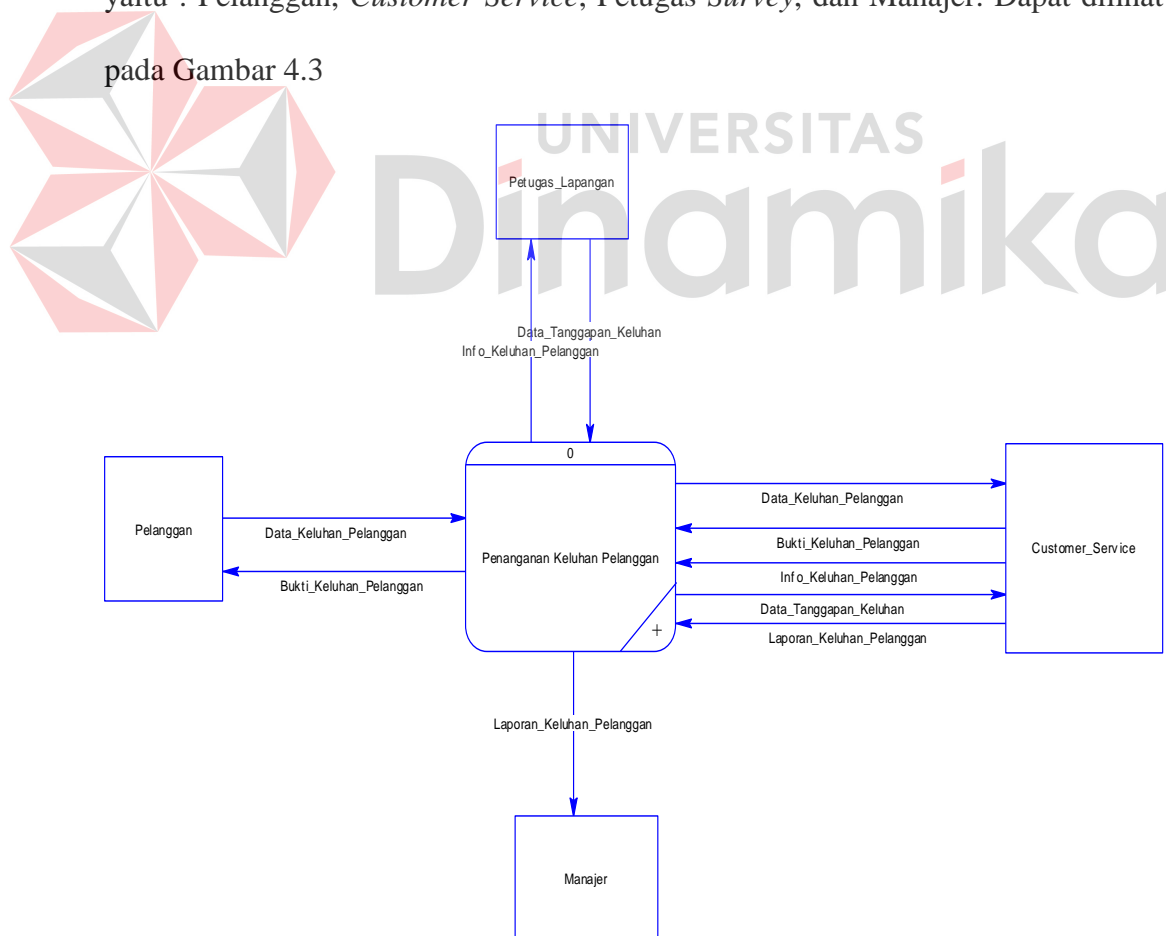 yaitu : Pelanggan, Customer Service, Petugas Survey, dan Manajer. Dapat dilihat
pada Gambar 4.3
UNIVERSITAS
Dinamika
Petugas_Lapangan
Data_Tanggapan_Keluhan
Info_Keluhan_Pelanggan
0
Pelanggan
Data_Keluhan_Pelanggan
Bukti_Keluhan_Pelanggan
Penanganan Keluhan Pelanggan
+
Data_Keluhan_Pelanggan
Bukti_Keluhan_Pelanggan
Info_Keluhan_Pelanggan
Data_Tanggapan_Keluhan
Laporan_Keluhan_Pelanggan
Customer_Service
Laporan_Keluhan_Pelanggan
Manajer